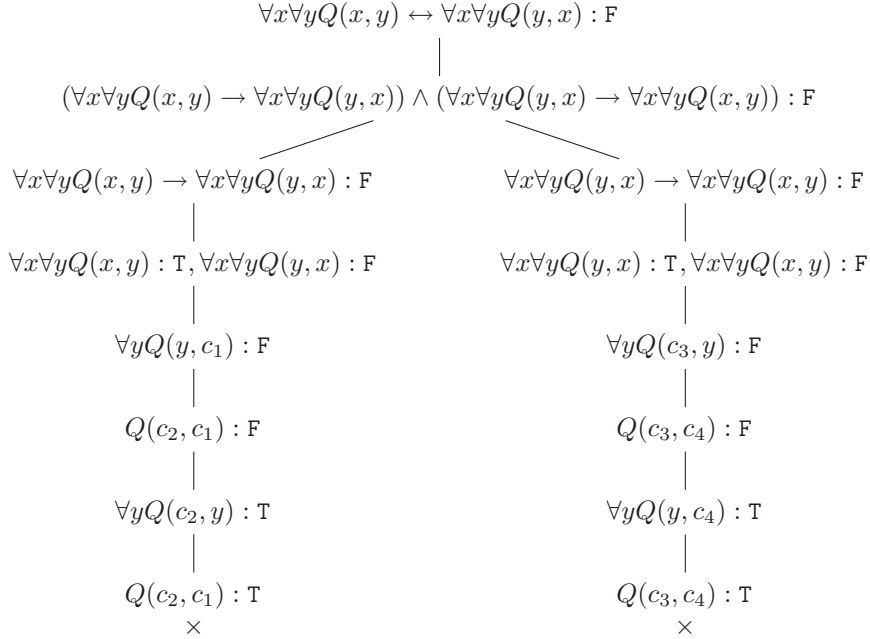 ∀x∀yQ(x, y) ↔ ∀x∀yQ(y, x) : F
(∀x∀yQ(x, y) → ∀x∀yQ(y, x)) ∧ (∀x∀yQ(y, x) → ∀x∀yQ(x, y)) : F
∀x∀yQ(x, y) → ∀x∀yQ(y, x) : F
∀x∀yQ(y, x) → ∀x∀yQ(x, y) : F
∀x∀yQ(x, y) : T, ∀x∀yQ(y, x) : F
∀x∀yQ(y, x) : T, ∀x∀yQ(x, y) : F
∀yQ(y, c₁) : F
∀yQ(c₃, y) : F
Q(c₂, c₁) : F
Q(c₃, c₄) : F
∀yQ(c₂, y) : T
∀yQ(y, c₄) : T
Q(c₂, c₁) : T
Q(c₃, c₄) : T
×
×